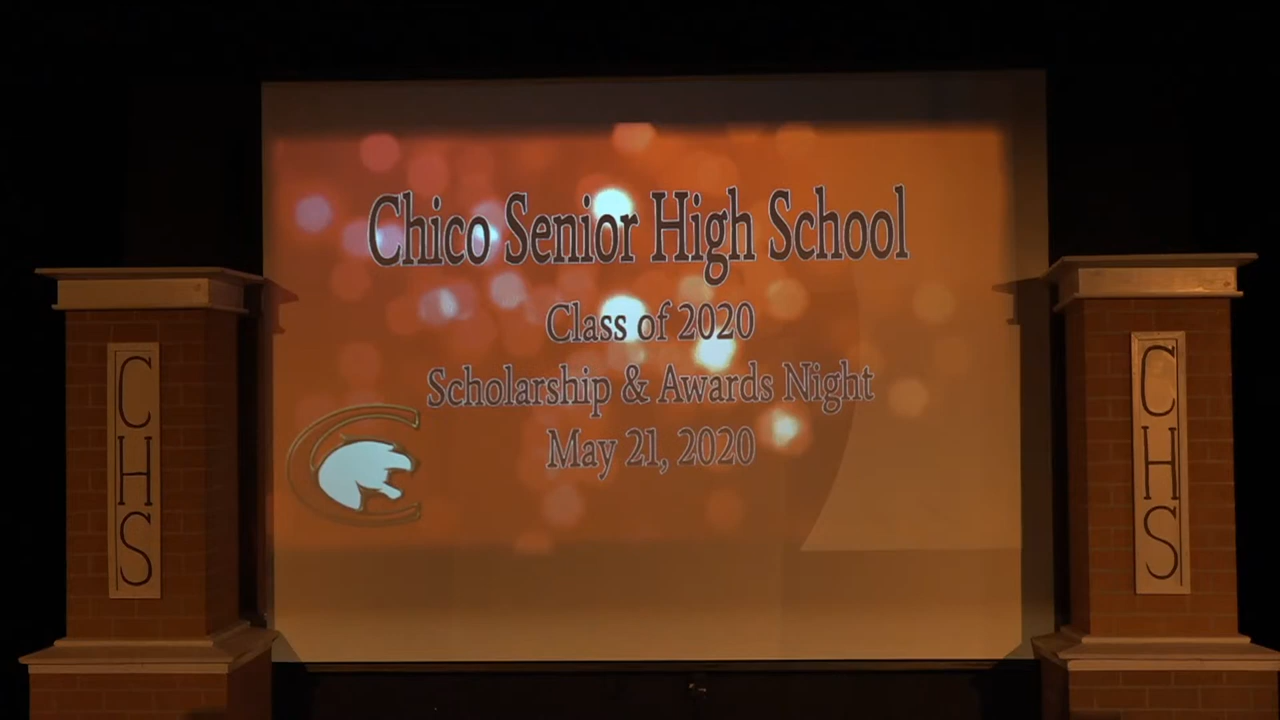 Chico Senior High School
Class of 2020
Scholarship & Awards Night
May 21, 2020
CHS
CHS